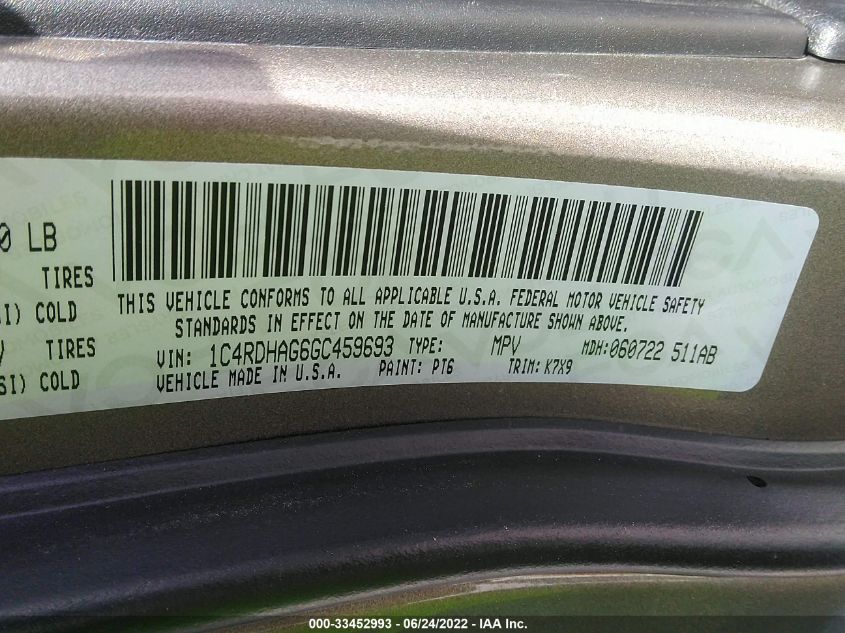 0 LB
TIRES
SI) COLD
TIRES
SI) COLD
THIS VEHICLE CONFORMS TO ALL APPLICABLE U.S.A. FEDERAL MOTOR VEHICLE SAFETY
STANDARDS IN EFFECT ON THE DATE OF MANUFACTURE SHOWN ABOVE.
VIN: 1C4RDHAG6GC459693 TYPE: MPV MDH:060722 511AB
VEHICLE MADE IN U.S.A. PAINT: PT6 TRIM: K7X9
000-33452993 - 06/24/2022 - IAA Inc.